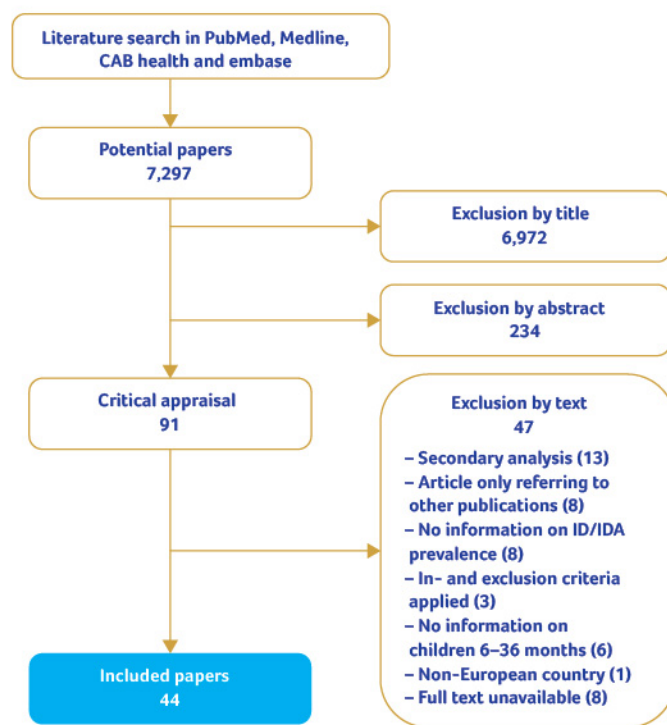 Literature search in PubMed, Medline,
CAB health and embase
Potential papers
7,297
Exclusion by title
6,972
Exclusion by abstract
234
Critical appraisal
91
Exclusion by text
47
– Secondary analysis (13)
– Article only referring to
other publications (8)
– No information on ID/IDA
prevalence (8)
– In- and exclusion criteria
applied (3)
– No information on
children 6–36 months (6)
– Non-European country (1)
– Full text unavailable (8)
Included papers
44